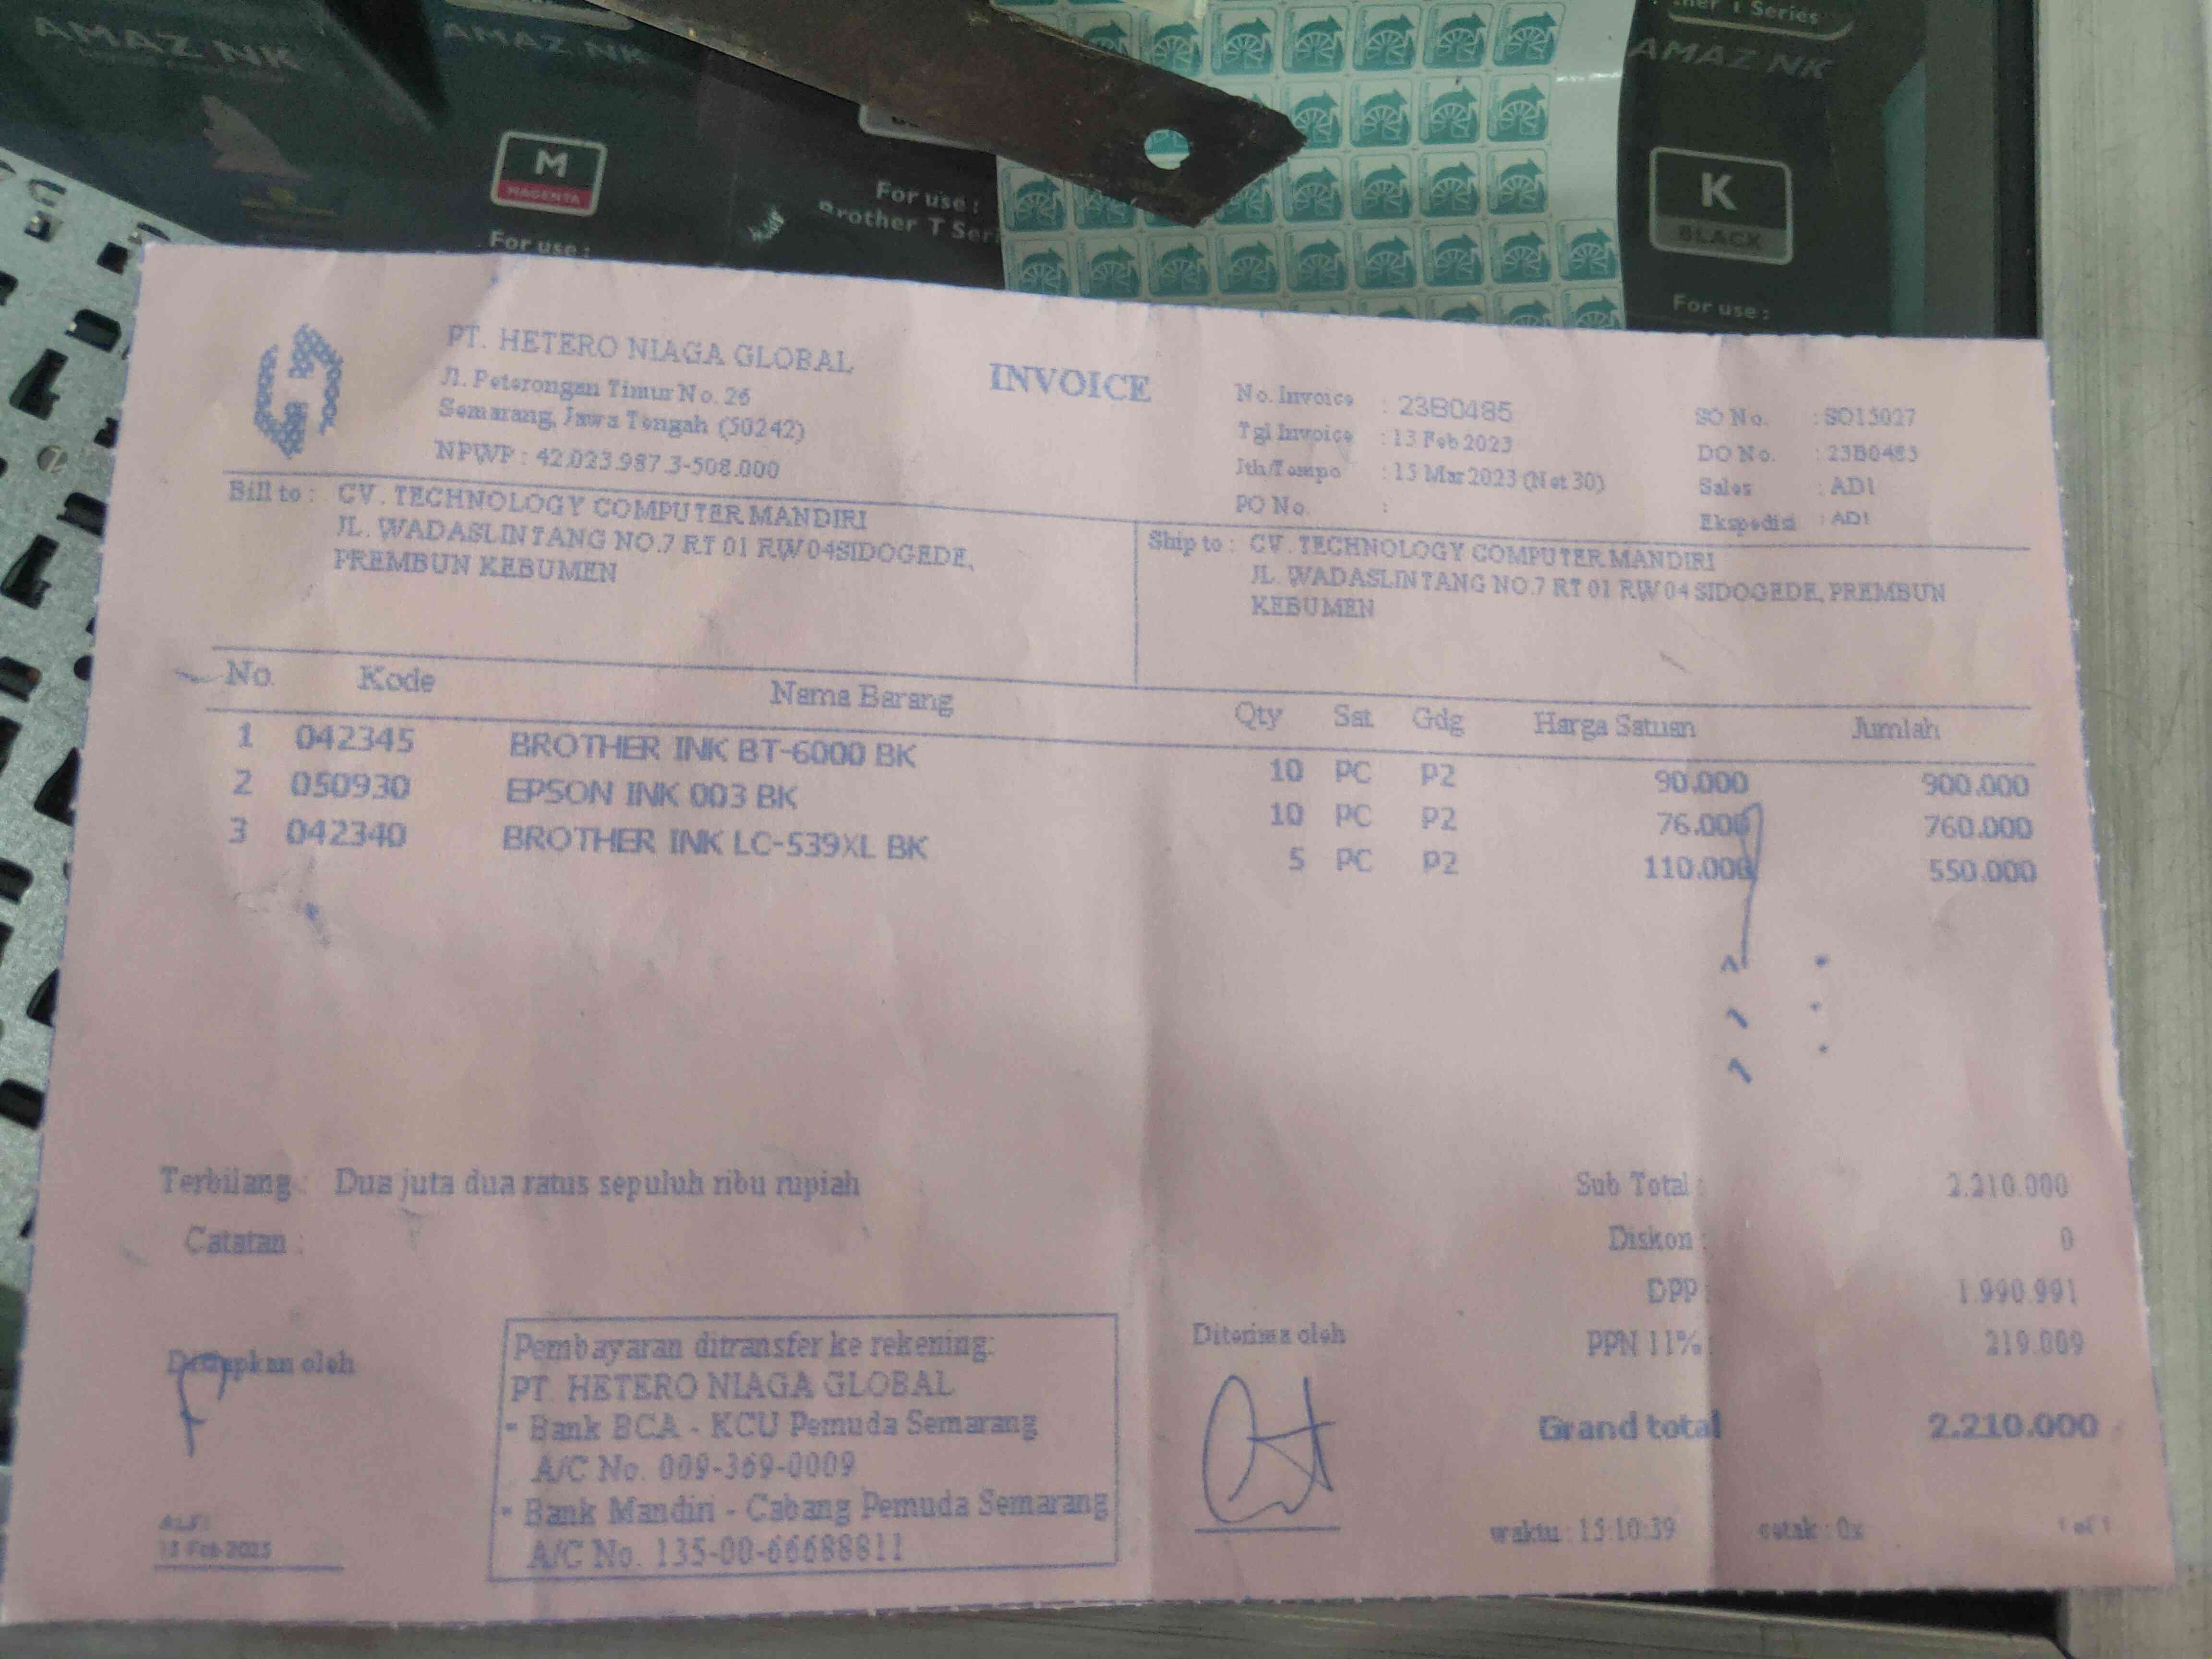 AMAZ NK
AMAZ NK
M
MAGENTA
For use :
For use :
Brother T Seri
Series
AMAZ NK
K
BLACK
For use :
PT. HETERO NIAGA GLOBAL
Jl. Peterongan Timur No. 26
Semarang, Jawa Tengah (50242)
NPWP : 42.023.987.3-508.000
INVOICE
No. Invoice : 23B0485
Tgl Invoice : 13 Feb 2023
Jth/Tempo : 15 Mar 2023 (Net 30)
PO No. :
SO No. : SO15027
DO No. : 23B0485
Sales : ADI
Ekspedisi : ADI
Bill to : CV. TECHNOLOGY COMPUTER MANDIRI
JL. WADASLINTANG NO.7 RT 01 RW 04SIDOGEDE,
PREMBUN KEBUMEN
Ship to : CV. TECHNOLOGY COMPUTER MANDIRI
JL. WADASLINTANG NO.7 RT 01 RW 04 SIDOGEDE, PREMBUN
KEBUMEN
No. Kode Nama Barang Qty Sat Gdg Harga Satuan Jumlah
1 042345 BROTHER INK BT-6000 BK 10 PC P2 90.000 900.000
2 050930 EPSON INK 003 BK 10 PC P2 76.000 760.000
3 042340 BROTHER INK LC-539XL BK 5 PC P2 110.000 550.000
Terbilang : Dua juta dua ratus sepuluh ribu rupiah
Catatan :
Sub Total : 2.210.000
Diskon : 0
DPP : 1.990.991
PPN 11% : 219.009
Grand total 2.210.000
Disiapkan oleh
ALFI
Pembayaran ditransfer ke rekening:
PT. HETERO NIAGA GLOBAL
- Bank BCA - KCU Pemuda Semarang
A/C No. 009-369-0009
- Bank Mandiri - Cabang Pemuda Semarang
A/C No. 135-00-66688811
Diterima oleh
waktu : 15:10:39 cetak : 0x 1 of 1